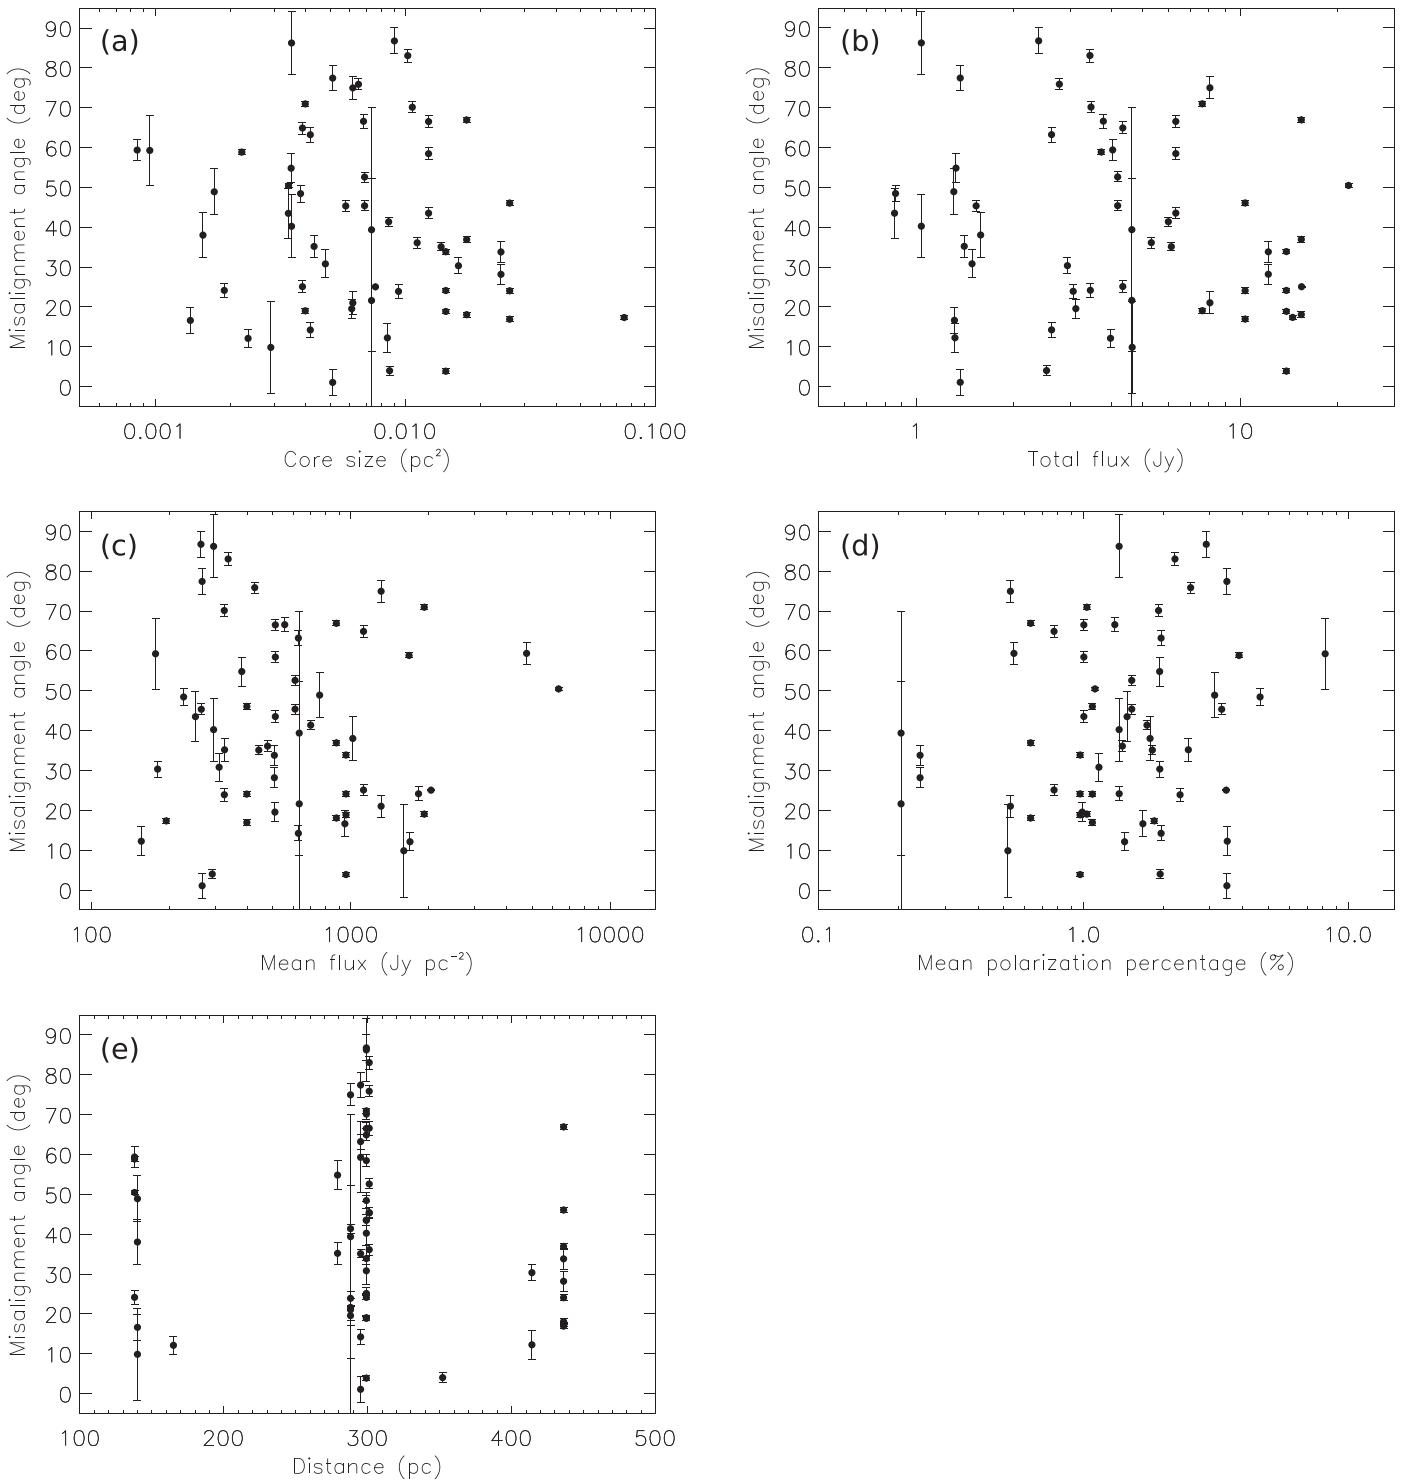 (a)
Misalignment angle (deg)
90
80
70
60
50
40
30
20
10
0
0.001 0.010 0.100
Core size (pc²)
(b)
Misalignment angle (deg)
90
80
70
60
50
40
30
20
10
0
1 10
Total flux (Jy)
(c)
Misalignment angle (deg)
90
80
70
60
50
40
30
20
10
0
100 1000 10000
Mean flux (Jy pc⁻²)
(d)
Misalignment angle (deg)
90
80
70
60
50
40
30
20
10
0
0.1 1.0 10.0
Mean polarization percentage (%)
(e)
Misalignment angle (deg)
90
80
70
60
50
40
30
20
10
0
100 200 300 400 500
Distance (pc)